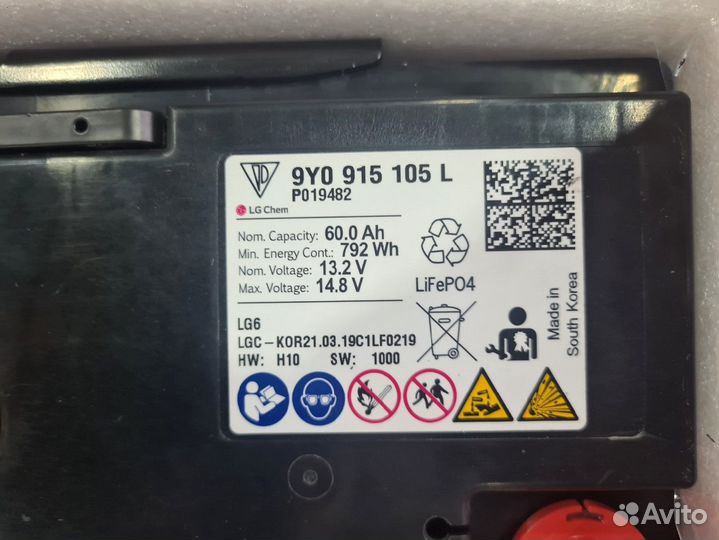 9Y0 915 105 L
P019482
LG Chem
Nom. Capacity: 60.0 Ah
Min. Energy Cont.: 792 Wh
Nom. Voltage: 13.2 V
Max. Voltage: 14.8 V
LiFePO4
LG6
LGC-KOR21.03.19C1LF0219
HW: H10 SW: 1000
Made in
South Korea
Avito